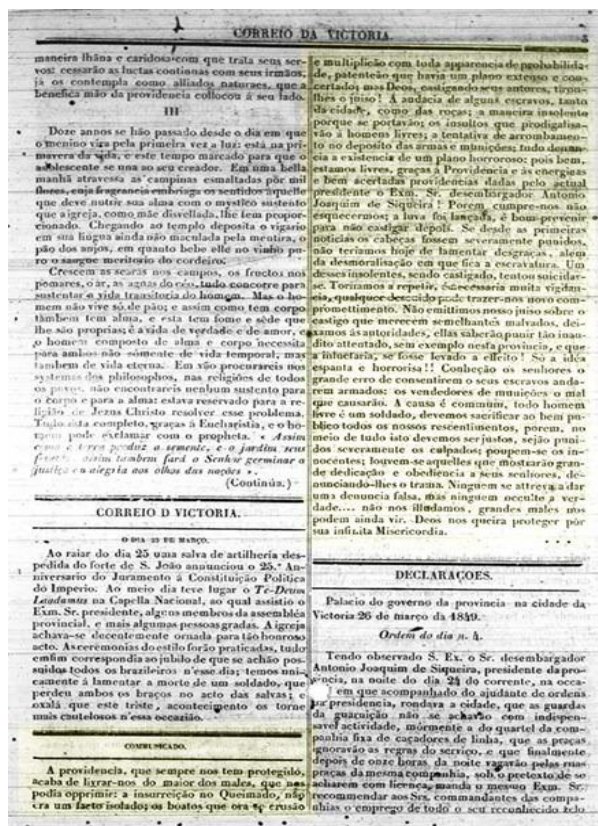 CORREIO DA VICTORIA.
3
maneira lhâna e caridosa com que trata seus ser-
vos: cessarão as luctas continuas com seus irmãos,
já os contempla como alliados naturaes, que a
benefica mão da providencia collocou á seu lado.
III
Doze annos se hão passado desde o dia em que
o menino vira pela primeira vez a luz: está na pri-
mavera da vida, e este tempo marcado para que o
adolescente se una ao seu creador. Em uma bella
manhã atravessa as campinas esmaltadas por mil
flores, cuja fragrancia embriaga os sentidos áquelle
que deve nutrir sua alma com o mystico sustento
que a igreja, como mãe disvellada, lhe tem propor-
cionado. Chegando ao templo deposita o vigario
em sua lingua ainda não maculada pela mentira, o
pão dos anjos, em quanto bebe elle no vinho pu-
ro o sangue meritorio do cordeiro.
Crescem as searas nos campos, os fructos nos
pomares, o ar, as aguas do céo, tudo concorre para
sustentar a vida transitoria do homem. Mas o ho-
mem não vive só de pão; e assim como tem corpo
tâmbem tem alma, e esta tem fome e sêde que
lhe são proprias; é a vida de verdade e de amor, e
o homem composto de alma e corpo necessita
para ambos não sómente de vida temporal, mas
tambem de vida eterna. Em vão procurareis nos
systemas dos philosophos, nas religiões de todos
os povos, não encontrareis nenhum sustento para
o corpo e para a alma: estava reservado para a re-
ligião de Jezus Christo resolver esse problema.
Tudo está completo, graças á Eucharistia, e o ho-
mem pode exclamar com o propheta. « Assim
como a terra produz a semente, e o jardim seus
assim tambem fará o Senhor germinar a
justiça eu alegria aos olhos das nações ».
(Continúa.)
CORREIO D VICTORIA.
O DIA 25 DE MARÇO.
Ao raiar do dia 25 uma salva de artilheria des-
pedida do forte de S. João annunciou o 25.º An-
niversario do Juramento á Constituição Politica
do Imperio. Ao meio dia teve lugar o Té-Deum
Laudamus na Capella Nacional, ao qual assistio o
Exm. Sr. presidente, alguns membros da assembléa
provincial, e mais algumas pessoas gradas. A igreja
achava-se decentemente ornada para tão honroso
acto. As ceremonias do estilo forão praticadas, tudo
emfim correspondia ao jubilo de que se achão pos-
suidos todos os brazileiros n'esse dia; temos uni-
camente á lamentar a morte de um soldado, que
perdeu ambos os braços no acto das salvas; e
oxalá que este triste, acontecimento os torne
mais cautelosos n'essa occazião.
COMMUNICADO.
A providencia, que sempre nos tem protegido,
acaba de livrar-nos do maior dos males, que nos
podia opprimir: a insurreição no Queimado, não
era um facto isolado; os boatos que ora se crusão
e multiplicão com toda apparencia de probabilida-
de, patenteão que havia um plano extenso e con-
certado; mas Deos, castigando seus autores, tirou-
lhes o juiso! A audacia de alguns escravos, tanto
da cidade, como das roças; a maneira insolente
porque se portavão; os insultos que prodigalisa-
vão á homens livres; a tentativa de arrombamen-
to no deposito das armas e munições; tudo denun-
cia a existencia de um plano horroroso: pois bem,
estamos livres, graças á Providencia e ás energicas
e bem acertadas providencias dadas pelo actual
presidente o Exm. Sr. desembargador Antonio
Joaquim de Siqueira! Porem cumpre-nos não
esquecermos; a luva foi lançada, é bom prevenir
para não castigar depois. Se desde as primeiras
noticias os cabeças fossem severamente punidos,
não teriamos hoje de lamentar desgraças, alem
da desmoralisação em que fica a escravatura. Um
desses insolentes, sendo castigado, tentou suicidar-
se. Tornamos a repetir, é necessaria muita vigilan-
cia, qualquer descuido pode trazer-nos novo com-
promettimento. Não emittimos nosso juiso sobre o
castigo que merecem semelhantes malvados, dei-
xamos ás autoridades, ellas saberão punir tão inau-
dito attentado, sem exemplo nesta provincia, e que
a infuctaria, se fosse levado a effeito! Só a idéa
espanta e horrorisa!! Conheção os senhores o
grande erro de consentirem o seus escravos anda-
rem armados: os vendedores de munições o mal
que causarão. A causa é commum, todo homem
livre é um soldado, devemos sacrificar ao bem pu-
blico todos os nossos rescentimentos, porem, no
meio de tudo isto devemos ser justos, sejão puni-
dos severamente os culpados; poupem-se os in-
nocentes; louvem-se aquelles que mostrarão gran-
de dedicação e obediencia a seus senhores, de-
nunciando-lhes o trama. Ninguem se atreva a dar
uma denuncia falsa, mas ninguem occulte a ver-
dade.... não nos illudamos, grandes males nos
podem ainda vir. Deos nos queira proteger por
sua infinita Misericordia.
DECLARAÇOES.
Palacio do governo da provincia na cidade da
Victoria 26 de março da 1849.
Ordem do dia n. 4.
Tendo observado S. Ex. o Sr. desembargador
Antonio Joaquim de Siqueira, presidente da pro-
vincia, na noite do dia 24 do corrente, na occa-
em que acompanhado do ajudante de ordens
da presidencia, rondava a cidade, que as guardas
da guarnição não se achavão com indispen-
savel actividade, mórmente a do quartel da com-
panhia fixa de caçadores de linha, que as praças
ignoravão as regras do serviço, e que finalmente
depois de onze horas da noite vagavão pelas ruas
praças da mesma companhia, sob o pretexto de se
acharem com licença, manda o mesmo Exm. Sr.
recommendar aos Srs. commandantes das compa-
nhias o emprego de todo o seu reconhecido zelo